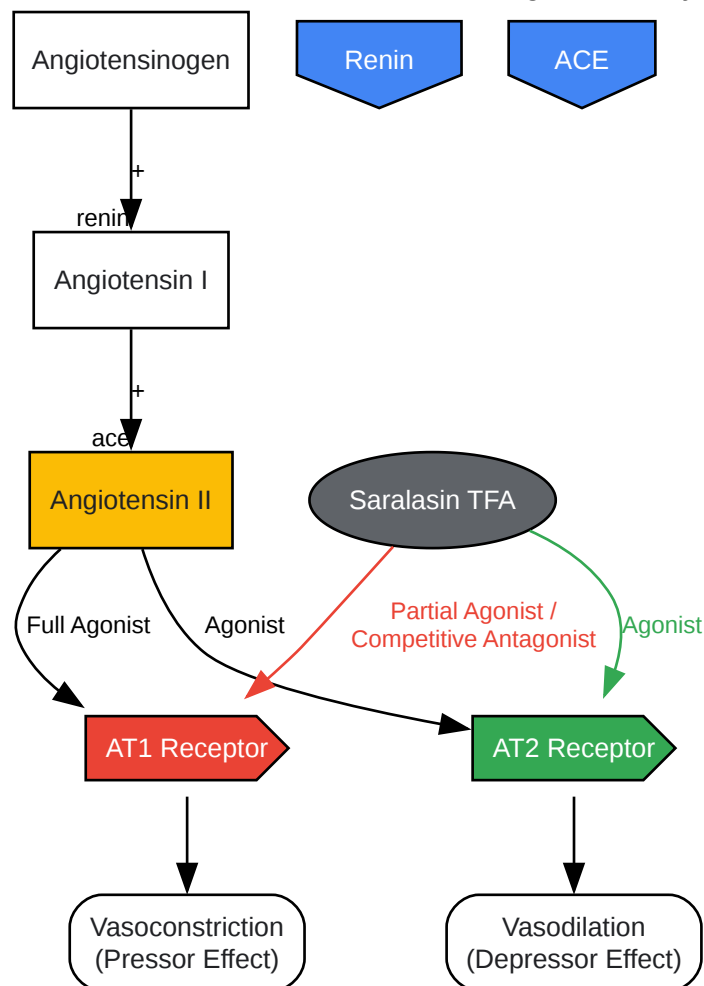 Angiotensinogen
Renin
ACE
+
renin
Angiotensin I
+
ace
Angiotensin II
Saralasin TFA
Full Agonist
Agonist
Partial Agonist /
Competitive Antagonist
Agonist
AT1 Receptor
AT2 Receptor
Vasoconstriction
(Pressor Effect)
Vasodilation
(Depressor Effect)